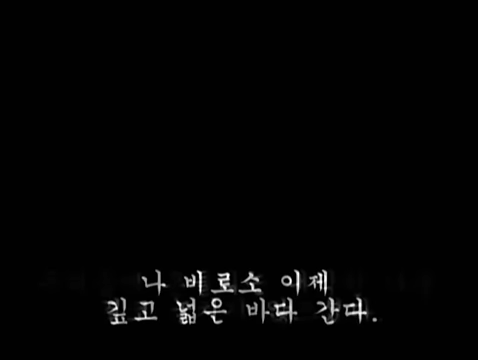 나 비로소 이제
깊고 넓은 바다 간다.